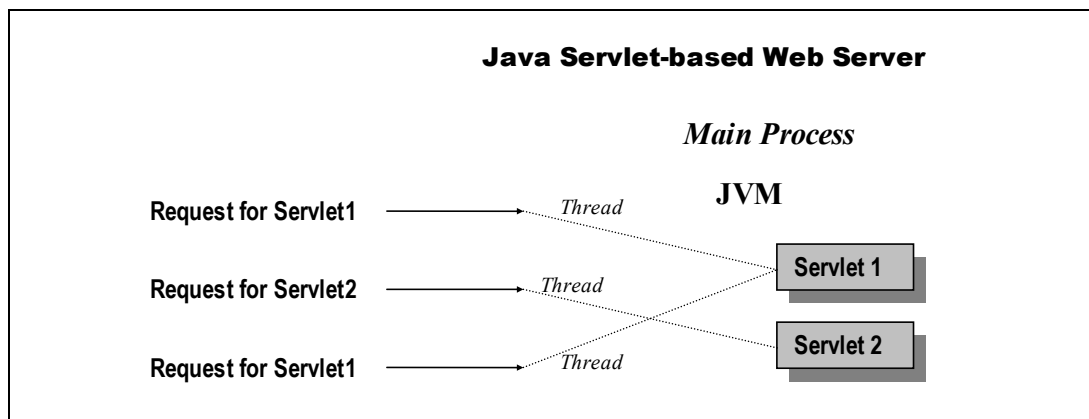 Java Servlet-based Web Server
Main Process
JVM
Request for Servlet1
Thread
Servlet 1
Request for Servlet2
Thread
Servlet 2
Request for Servlet1
Thread